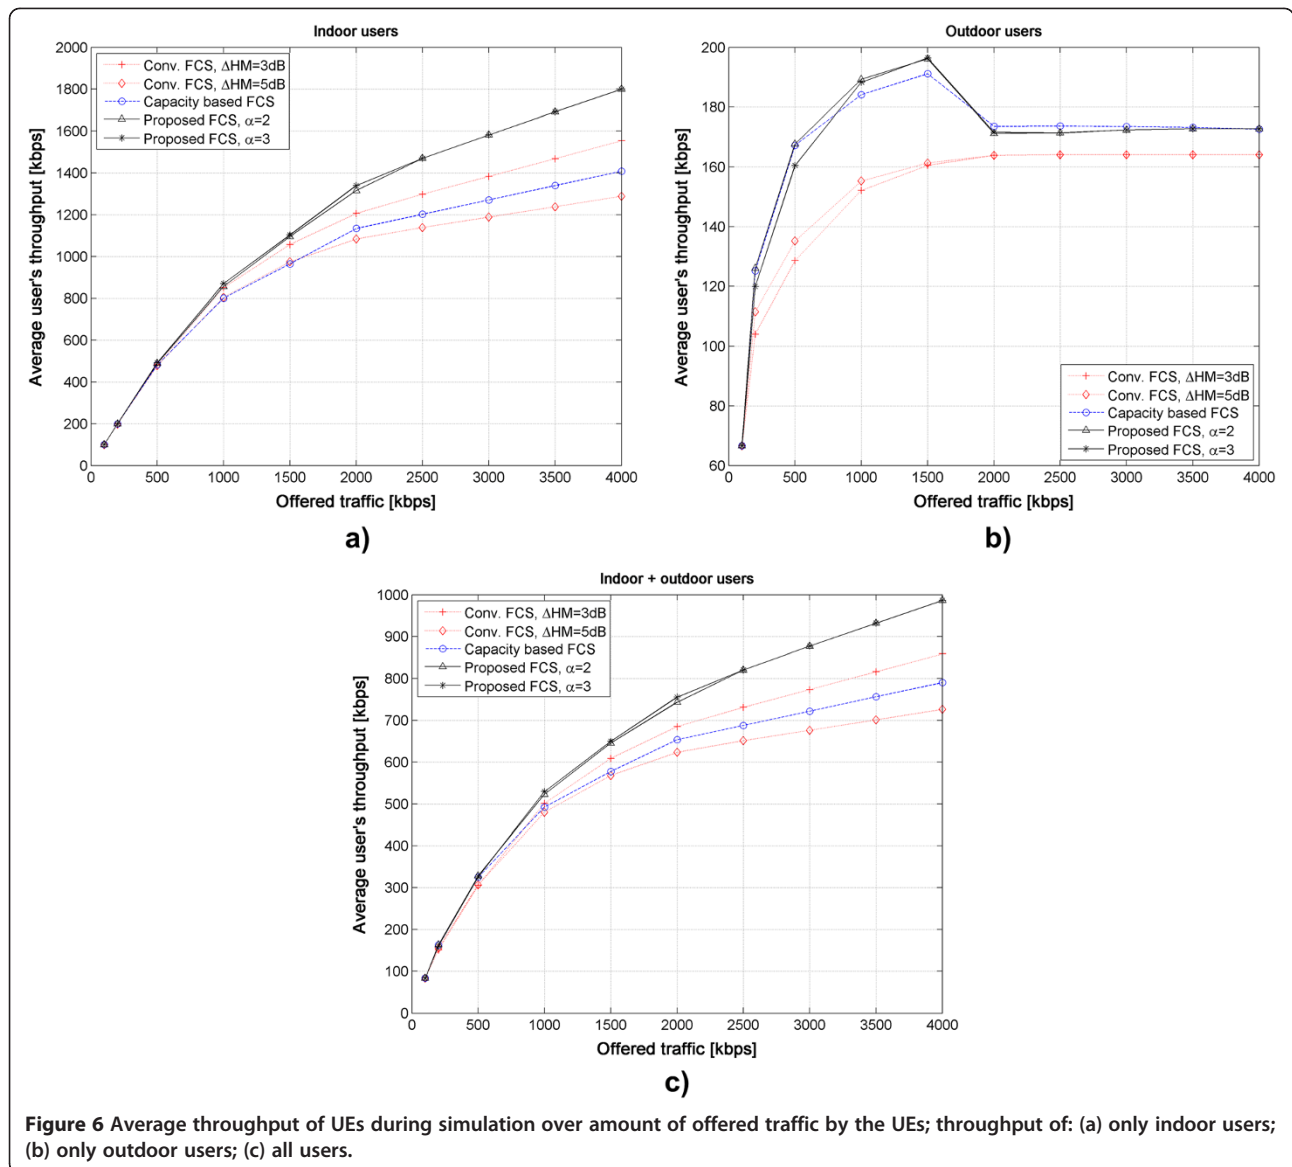 Indoor users
2000
1800
1600
1400
1200
1000
800
600
400
200
0
Average user's throughput [kbps]
Conv. FCS, ΔHM=3dB
Conv. FCS, ΔHM=5dB
Capacity based FCS
Proposed FCS, α=2
Proposed FCS, α=3
0 500 1000 1500 2000 2500 3000 3500 4000
Offered traffic [kbps]
a)
Outdoor users
200
180
160
140
120
100
80
60
Average user's throughput [kbps]
Conv. FCS, ΔHM=3dB
Conv. FCS, ΔHM=5dB
Capacity based FCS
Proposed FCS, α=2
Proposed FCS, α=3
0 500 1000 1500 2000 2500 3000 3500 4000
Offered traffic [kbps]
b)
Indoor + outdoor users
1000
900
800
700
600
500
400
300
200
100
0
Average user's throughput [kbps]
Conv. FCS, ΔHM=3dB
Conv. FCS, ΔHM=5dB
Capacity based FCS
Proposed FCS, α=2
Proposed FCS, α=3
0 500 1000 1500 2000 2500 3000 3500 4000
Offered traffic [kbps]
c)
Figure 6 Average throughput of UEs during simulation over amount of offered traffic by the UEs; throughput of: (a) only indoor users;
(b) only outdoor users; (c) all users.